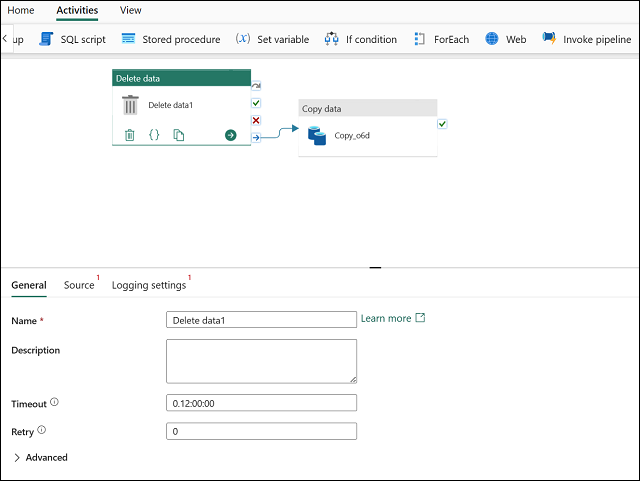 Home Activities View
up SQL script Stored procedure (x) Set variable If condition ForEach Web Invoke pipeline
Delete data
Delete data1
{}
Copy data
Copy_o6d
General Source 1 Logging settings 1
Name * Delete data1 Learn more
Description
Timeout 0.12:00:00
Retry 0
Advanced